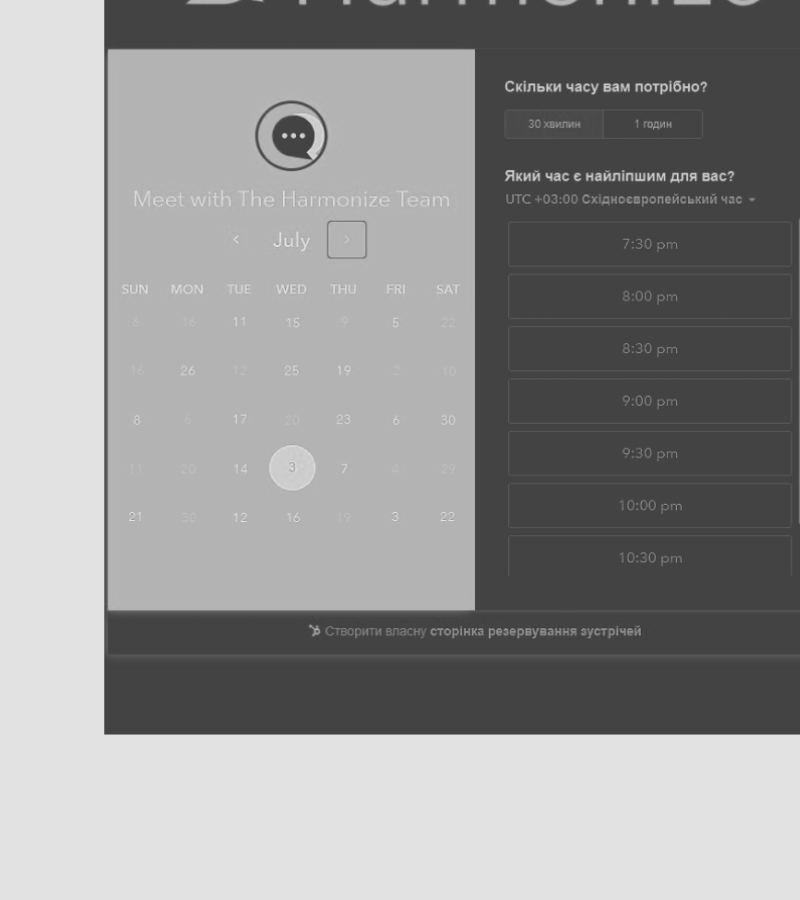 Harmonize
Meet with The Harmonize Team
July
SUN MON TUE WED THU FRI SAT
6 16 11 15 9 5 22
16 26 12 25 19 2 10
8 6 17 20 23 6 30
11 20 14 3 7 4 29
21 30 12 16 19 3 22
Скільки часу вам потрібно?
30 хвилин 1 годин
Який час є найліпшим для вас?
UTC +03:00 Східноєвропейський час
7:30 pm
8:00 pm
8:30 pm
9:00 pm
9:30 pm
10:00 pm
10:30 pm
Створити власну сторінка резервування зустрічей